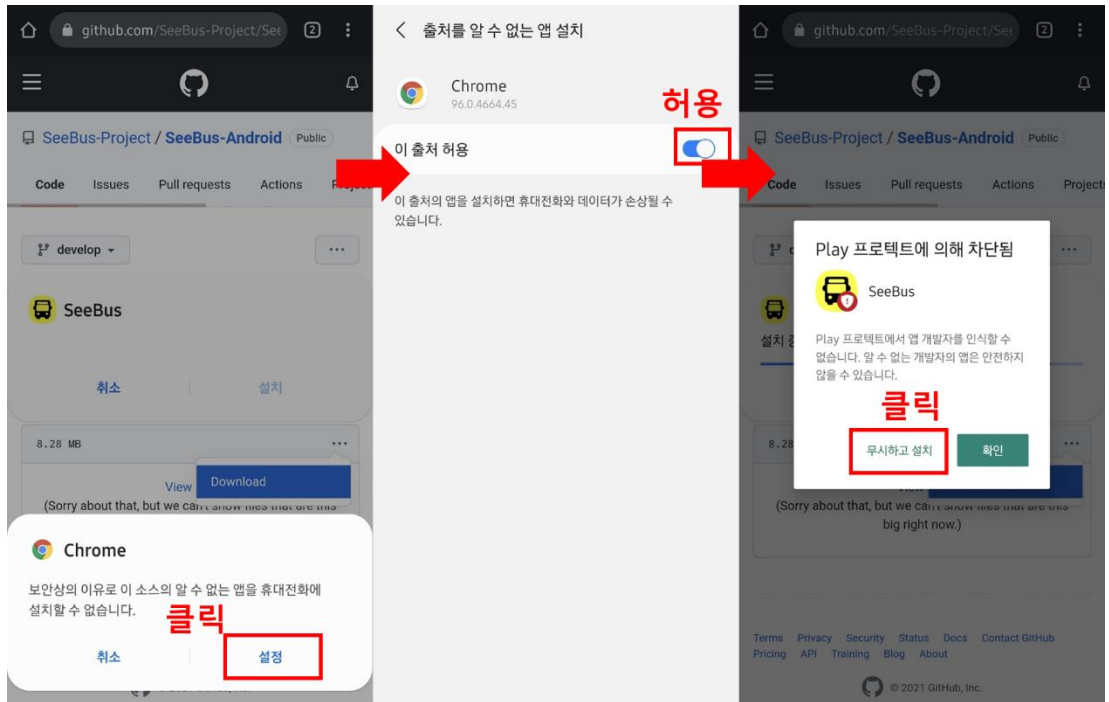 github.com/SeeBus-Project/See
2
SeeBus-Project / SeeBus-Android Public
Code Issues Pull requests Actions
develop
SeeBus
취소 설치
8.28 MB
View
Download
(Sorry about that, but we can't show files that are this
Chrome
보안상의 이유로 이 소스의 알 수 없는 앱을 휴대전화에
설치할 수 없습니다.
클릭
취소 설정
출처를 알 수 없는 앱 설치
Chrome
96.0.4664.45
허용
이 출처 허용
이 출처의 앱을 설치하면 휴대전화와 데이터가 손상될 수
있습니다.
github.com/SeeBus-Project/See
2
SeeBus-Project / SeeBus-Android Public
Code Issues Pull requests Actions Projects
Play 프로텍트에 의해 차단됨
SeeBus
설치
Play 프로텍트에서 앱 개발자를 인식할 수
없습니다. 알 수 없는 개발자의 앱은 안전하지
않을 수 있습니다.
클릭
무시하고 설치 확인
8.28
(Sorry about that, but we can't show files that are this
big right now.)
Terms Privacy Security Status Docs Contact GitHub
Pricing API Training Blog About
© 2021 GitHub, Inc.